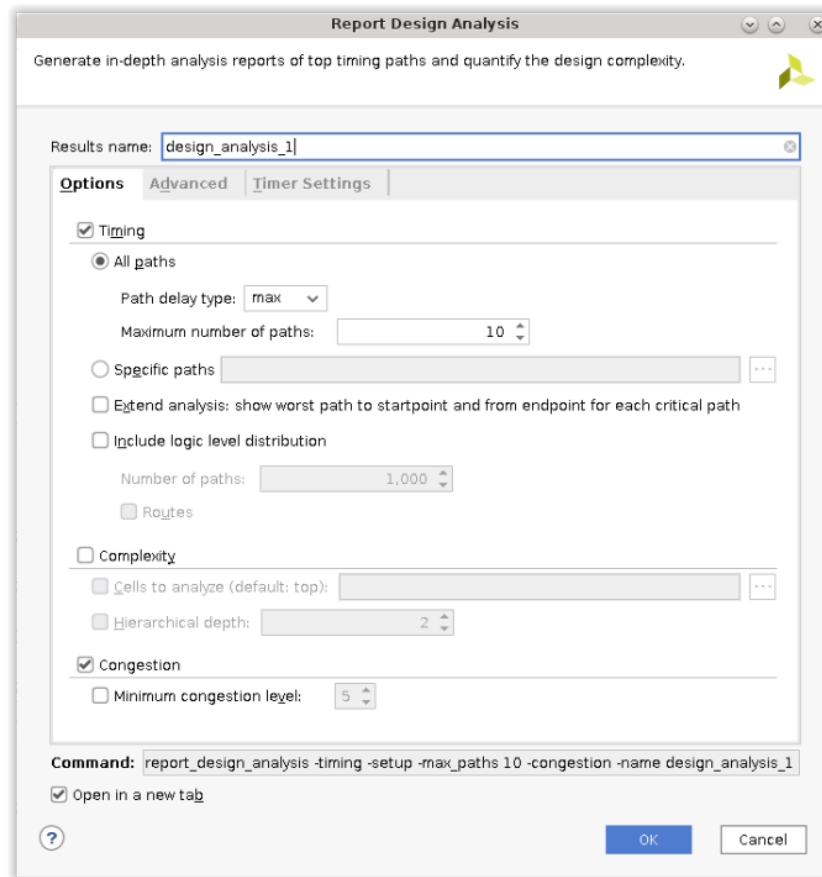 Report Design Analysis
Generate in-depth analysis reports of top timing paths and quantify the design complexity.
Results name: design_analysis_1
Options Advanced Timer Settings
Timing
All paths
Path delay type: max
Maximum number of paths: 10
Specific paths ...
Extend analysis: show worst path to startpoint and from endpoint for each critical path
Include logic level distribution
Number of paths: 1,000
Routes
Complexity
Cells to analyze (default: top): ...
Hierarchical depth: 2
Congestion
Minimum congestion level: 5
Command: report_design_analysis -timing -setup -max_paths 10 -congestion -name design_analysis_1
Open in a new tab
? OK Cancel